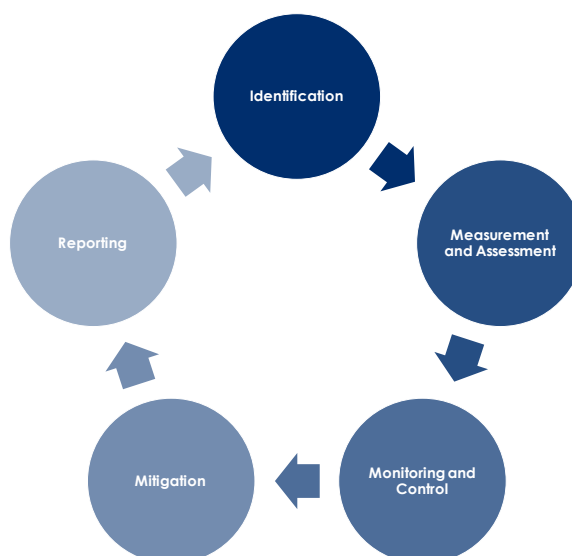 Identification
Measurement
and Assessment
Monitoring and
Control
Mitigation
Reporting